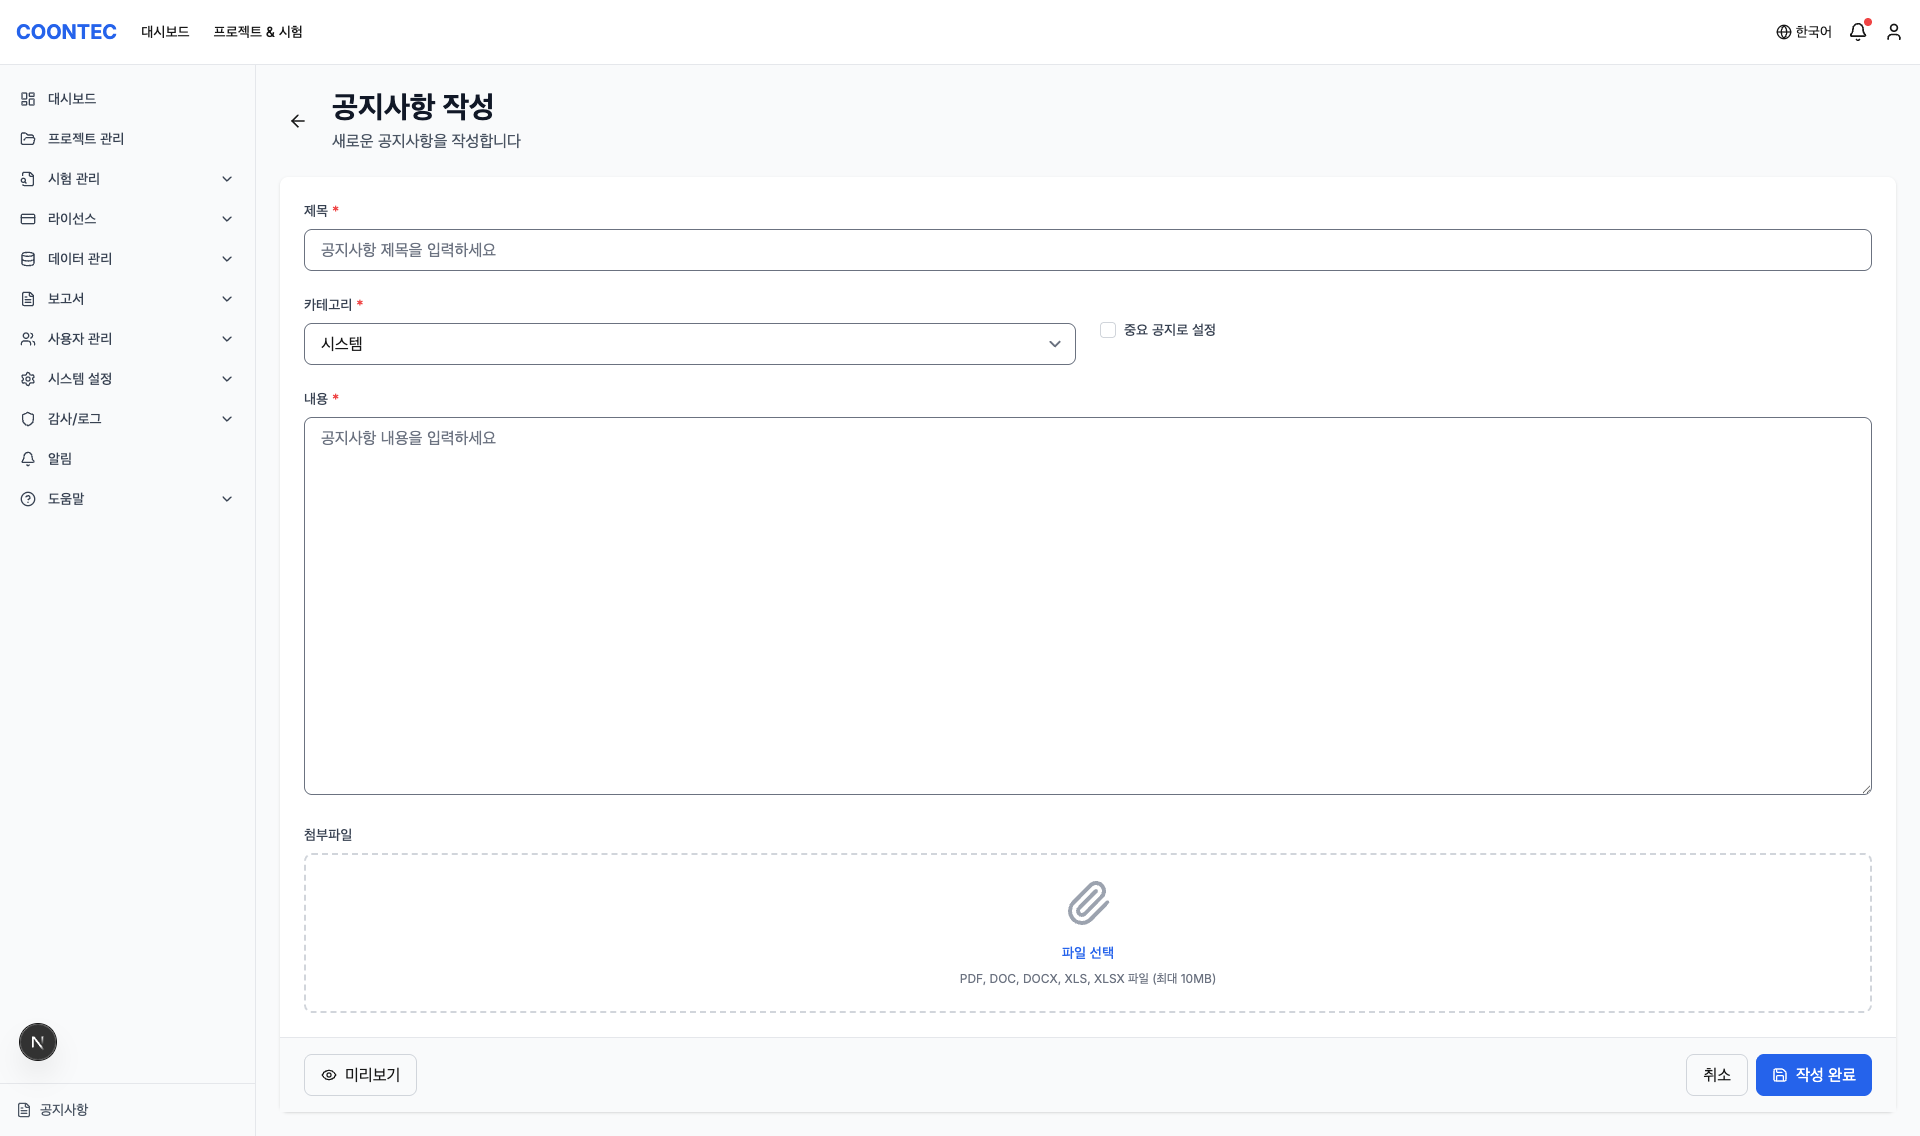 COONTEC 대시보드 프로젝트 & 시험 한국어
대시보드
프로젝트 관리
시험 관리
라이선스
데이터 관리
보고서
사용자 관리
시스템 설정
감사/로그
알림
도움말
N
공지사항
공지사항 작성
새로운 공지사항을 작성합니다
제목 *
공지사항 제목을 입력하세요
카테고리 *
시스템
중요 공지로 설정
내용 *
공지사항 내용을 입력하세요
첨부파일
파일 선택
PDF, DOC, DOCX, XLS, XLSX 파일 (최대 10MB)
미리보기 취소 작성 완료